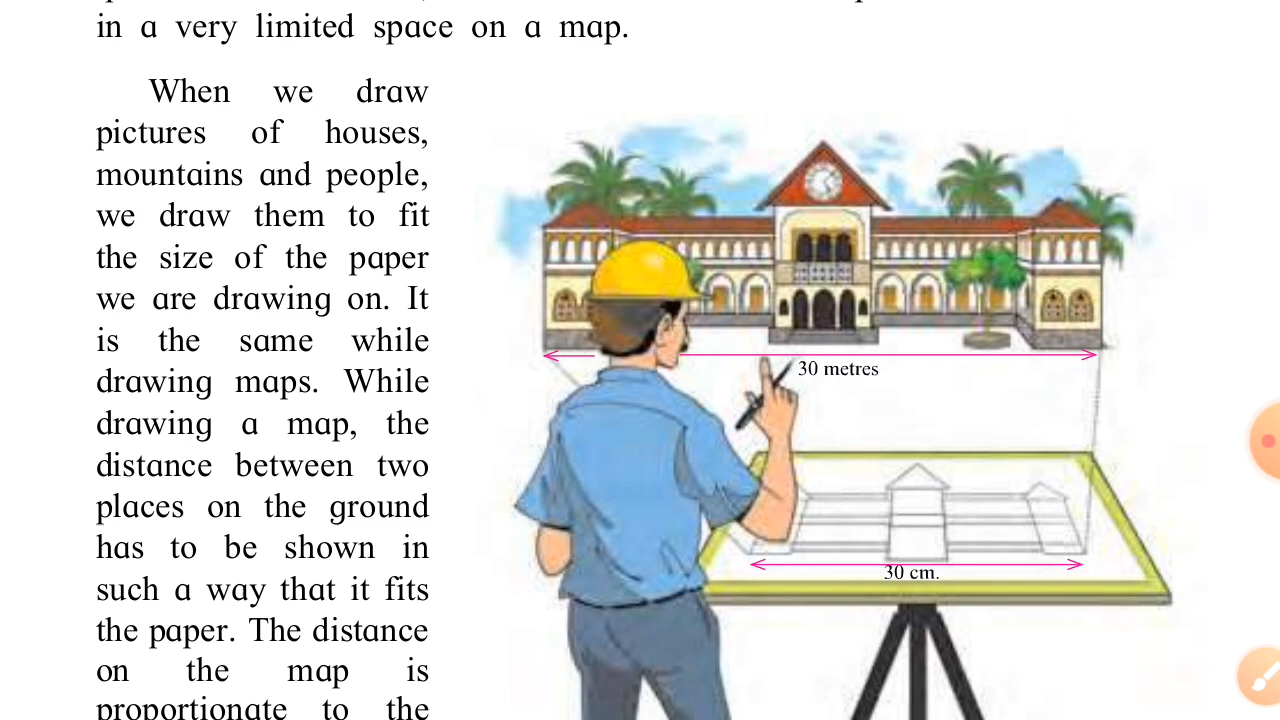 in a very limited space on a map.
When we draw
pictures of houses,
mountains and people,
we draw them to fit
the size of the paper
we are drawing on. It
is the same while
drawing maps. While
drawing a map, the
distance between two
places on the ground
has to be shown in
such a way that it fits
the paper. The distance
on the map is
proportionate to the
30 metres
30 cm.